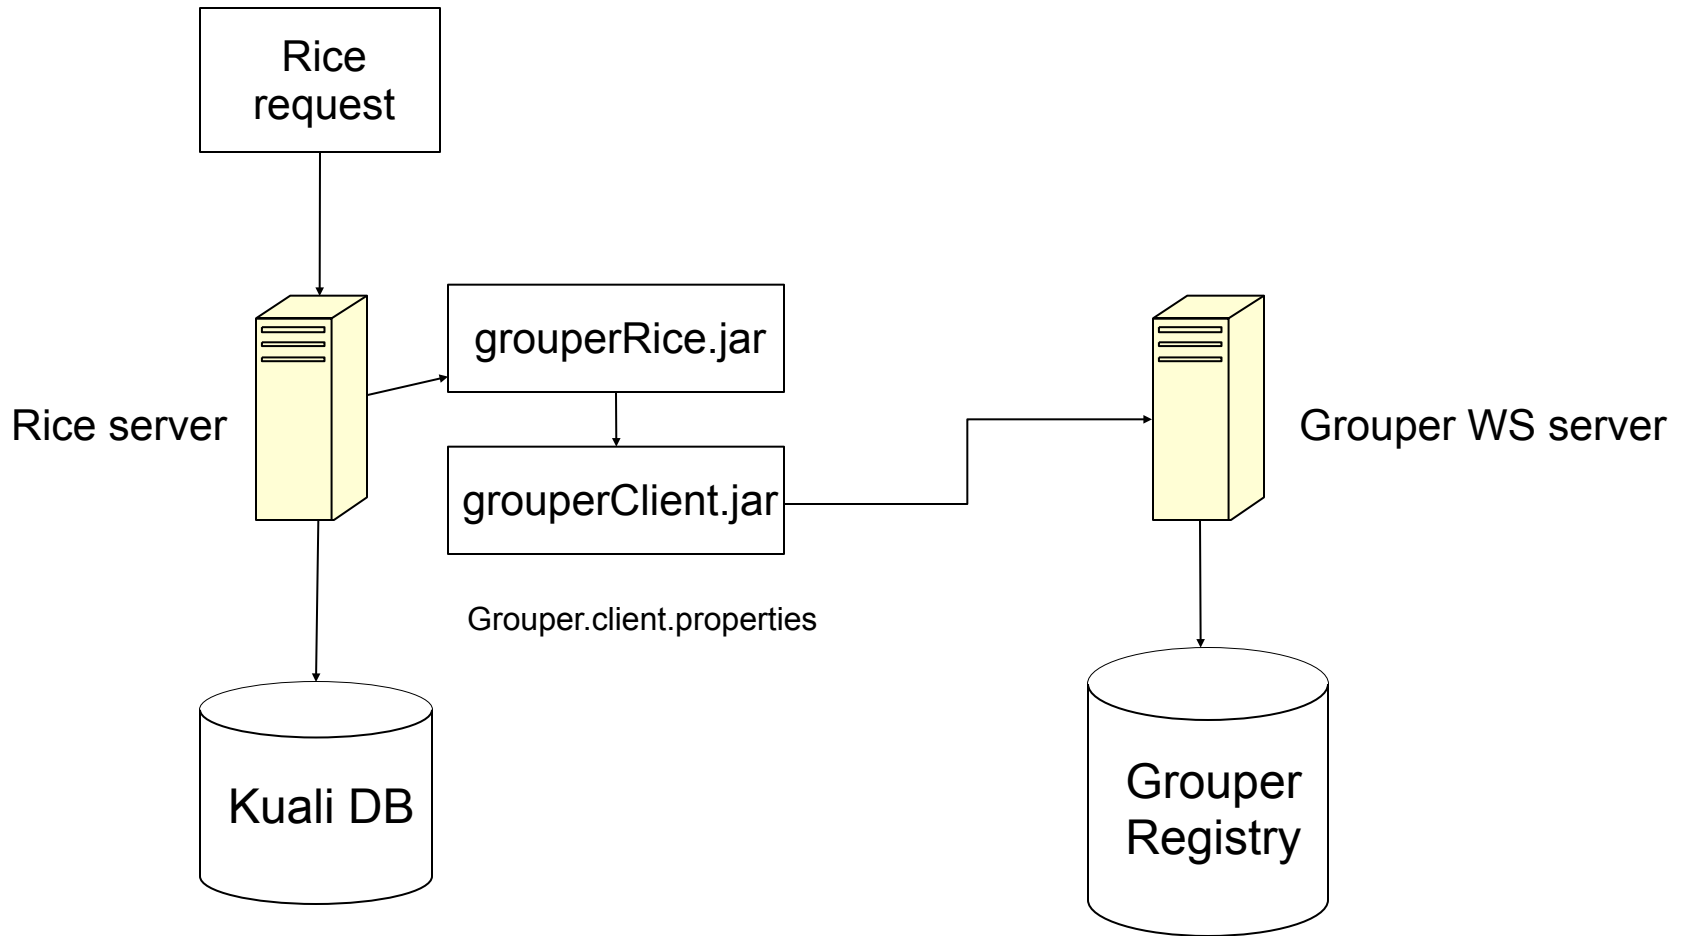 Rice
request
grouperRice.jar
Rice server
Grouper WS server
grouperClient.jar
Grouper.client.properties
Kuali DB
Grouper
Registry